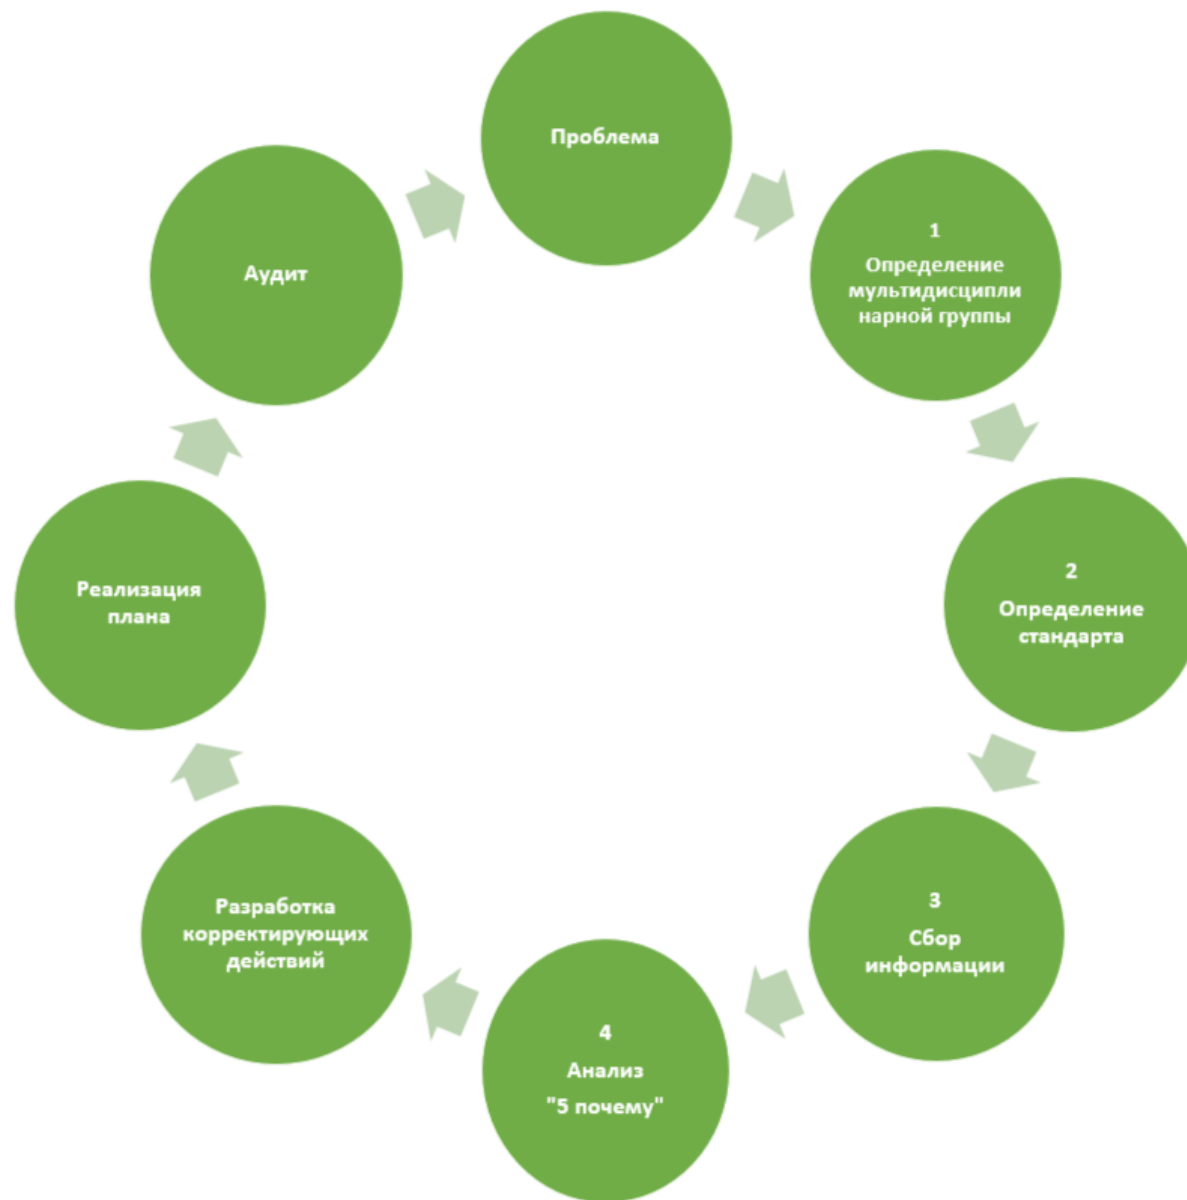 Проблема
1
Определение
мультидисципли
нарной группы
2
Определение
стандарта
3
Сбор
информации
4
Анализ
"5 почему"
Разработка
корректирующих
действий
Реализация
плана
Аудит